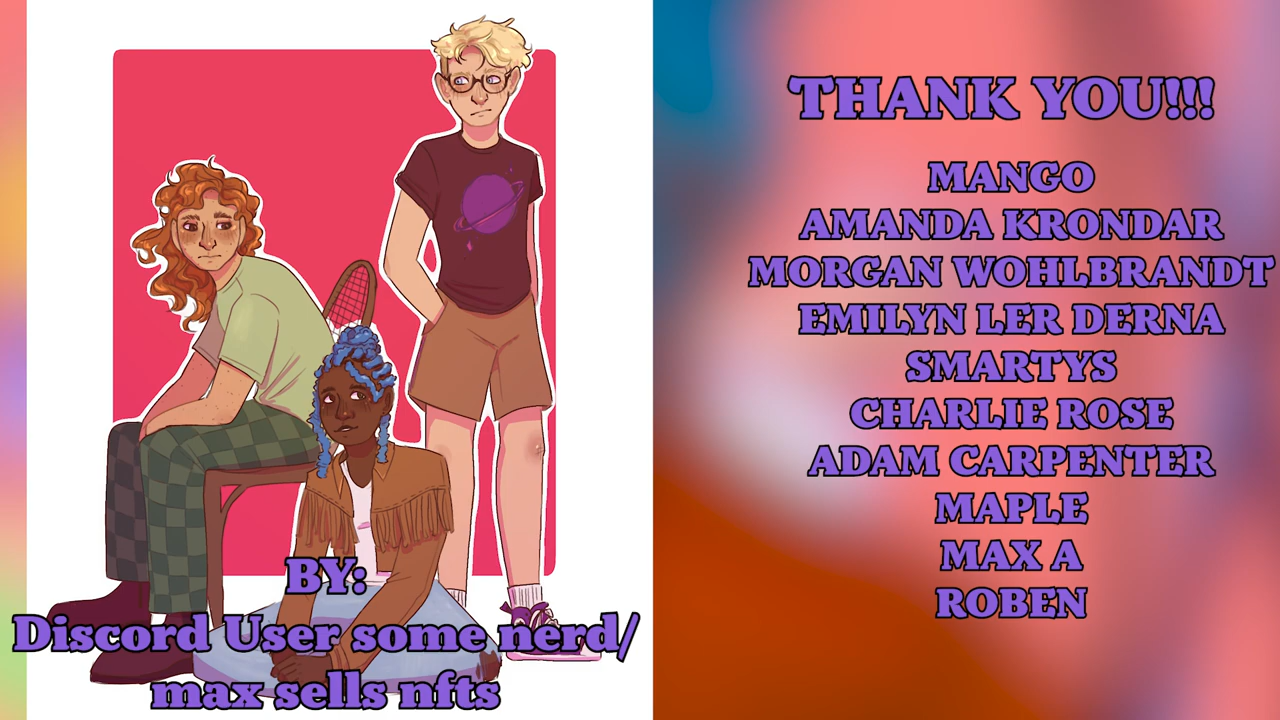 BY:
Discord User some nerd/
max sells nfts
THANK YOU!!!
MANGO
AMANDA KRONDAR
MORGAN WOHLBRANDT
EMILYN LER DERNA
SMARTYS
CHARLIE ROSE
ADAM CARPENTER
MAPLE
MAX A
ROBEN